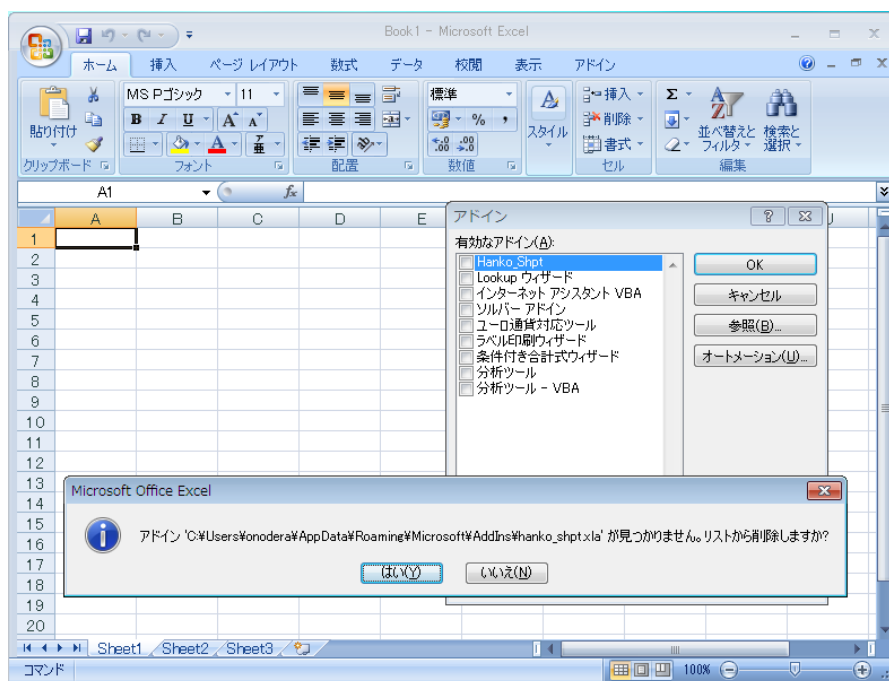 Book1 - Microsoft Excel
ホーム 挿入 ページ レイアウト 数式 データ 校閲 表示 アドイン
貼り付け
MS Pゴシック 11
B I U A A
標準
% ,
スタイル
挿入
削除
書式
Σ
並べ替えと フィルタ
検索と 選択
クリップボード フォント 配置 数値 セル 編集
A1 fx
A B C D E J
1
2
3
4
5
6
7
8
9
10
11
12
13
14
15
16
17
18
19
20
アドイン
有効なアドイン(A):
Hanko_Shpt
Lookup ウィザード
インターネット アシスタント VBA
ソルバー アドイン
ユーロ通貨対応ツール
ラベル印刷ウィザード
条件付き合計式ウィザード
分析ツール
分析ツール - VBA
OK
キャンセル
参照(B)...
オートメーション(U)...
Microsoft Office Excel
アドイン 'C:¥Users¥onodera¥AppData¥Roaming¥Microsoft¥AddIns¥hanko_shpt.xla' が見つかりません。リストから削除しますか?
はい(Y) いいえ(N)
Sheet1 Sheet2 Sheet3
コマンド 100%